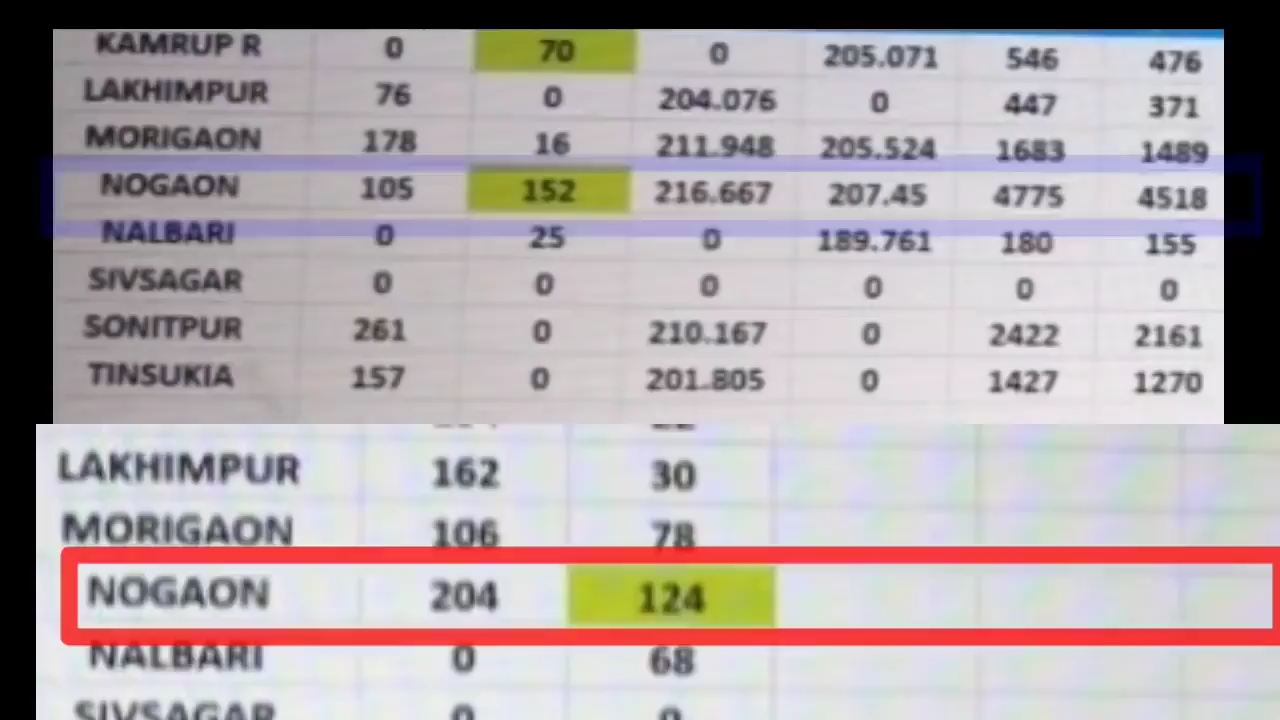 KAMRUP R 0 70 0 205.071 546 476
LAKHIMPUR 76 0 204.076 0 447 371
MORIGAON 178 16 211.948 205.524 1683 1489
NOGAON 105 152 216.667 207.45 4775 4518
NALBARI 0 25 0 189.761 180 155
SIVSAGAR 0 0 0 0 0 0
SONITPUR 261 0 210.167 0 2422 2161
TINSUKIA 157 0 201.805 0 1427 1270
LAKHIMPUR 162 30
MORIGAON 106 78
NOGAON 204 124
NALBARI 0 68
SIVSAGAR 0 0